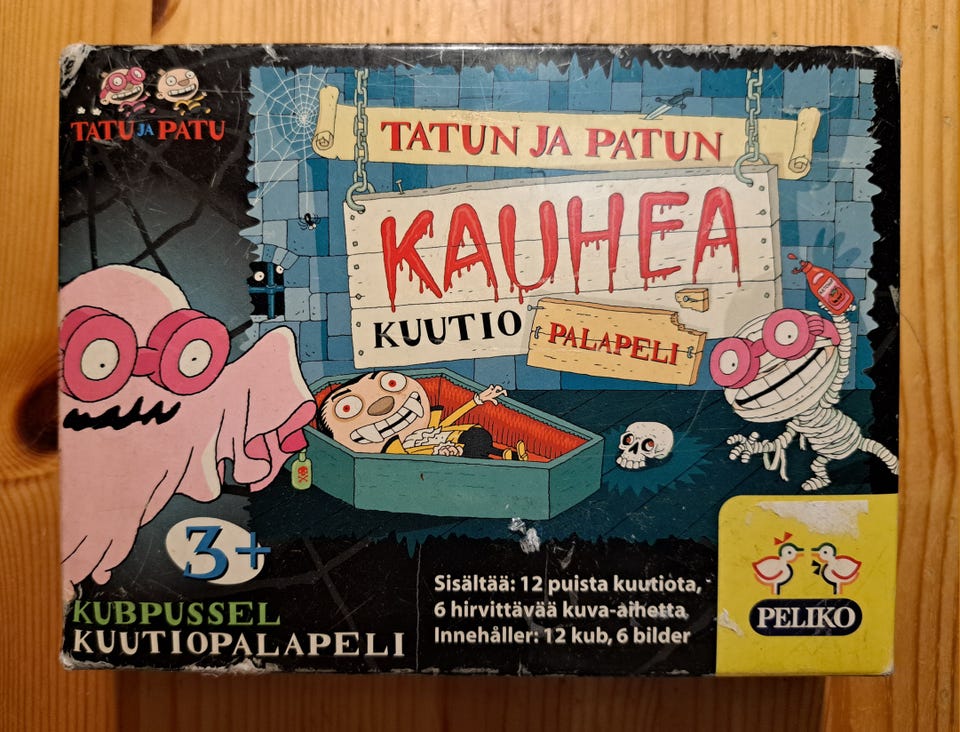 TATU JA PATU
TATUN JA PATUN
KAUHEA
KUUTIO
PALAPELI
KETCHUP
3+
KUBPUSSEL
KUUTIOPALAPELI
Sisältää: 12 puista kuutiota,
6 hirvittävää kuva-aihetta
Innehåller: 12 kub, 6 bilder
PELIKO